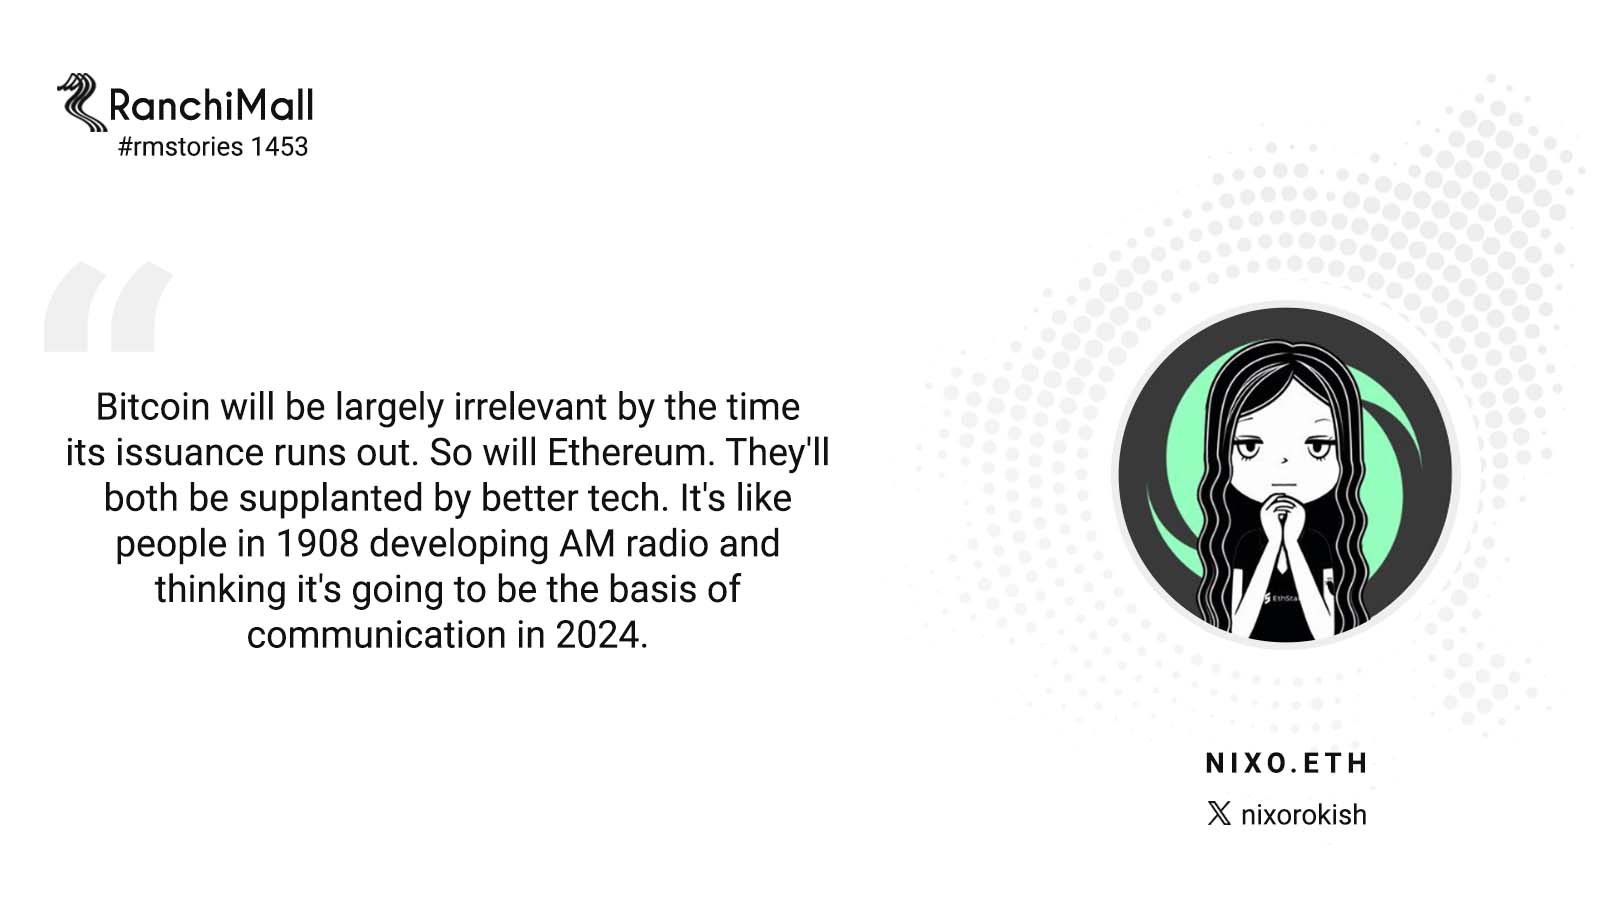 RanchiMall
#rmstories 1453
“
Bitcoin will be largely irrelevant by the time
its issuance runs out. So will Ethereum. They'll
both be supplanted by better tech. It's like
people in 1908 developing AM radio and
thinking it's going to be the basis of
communication in 2024.
NIXO.ETH
X nixorokish